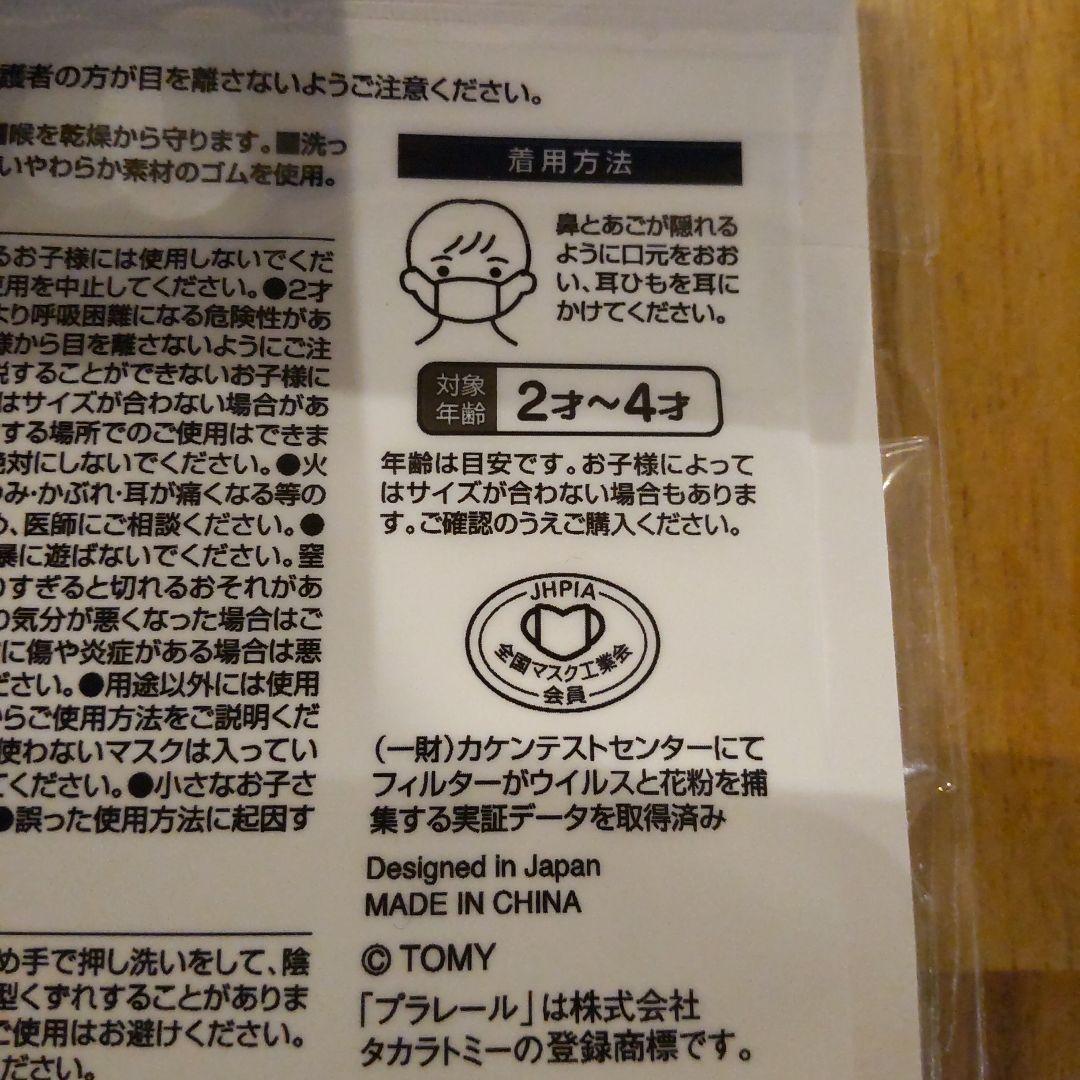 護者の方が目を離さないようご注意ください。
喉を乾燥から守ります。■洗っ
いやわらか素材のゴムを使用。
るお子様には使用しないでくだ
使用を中止してください。●2才
より呼吸困難になる危険性があ
様から目を離さないようにご注
説することができないお子様に
はサイズが合わない場合があ
する場所でのご使用はできま
絶対にしないでください。●火
み・かぶれ・耳が痛くなる等の
め、医師にご相談ください。●
暴に遊ばないでください。窒
りすぎると切れるおそれがあ
の気分が悪くなった場合はご
に傷や炎症がある場合は悪
ださい。●用途以外には使用
からご使用方法をご説明くだ
使わないマスクは入ってい
てください。●小さなお子さ
●誤った使用方法に起因す
め手で押し洗いをして、陰
型くずれすることがありま
ご使用はお避けください。
ださい。
着用方法
鼻とあごが隠れる
ように口元をおお
い、耳ひもを耳に
かけてください。
対象
年齢
2才〜4才
年齢は目安です。お子様によって
はサイズが合わない場合もありま
す。ご確認のうえご購入ください。
JHPIA
全国マスク工業会
会員
(一財)カケンテストセンターにて
フィルターがウイルスと花粉を捕
集する実証データを取得済み
Designed in Japan
MADE IN CHINA
© TOMY
「プラレール」は株式会社
タカラトミーの登録商標です。